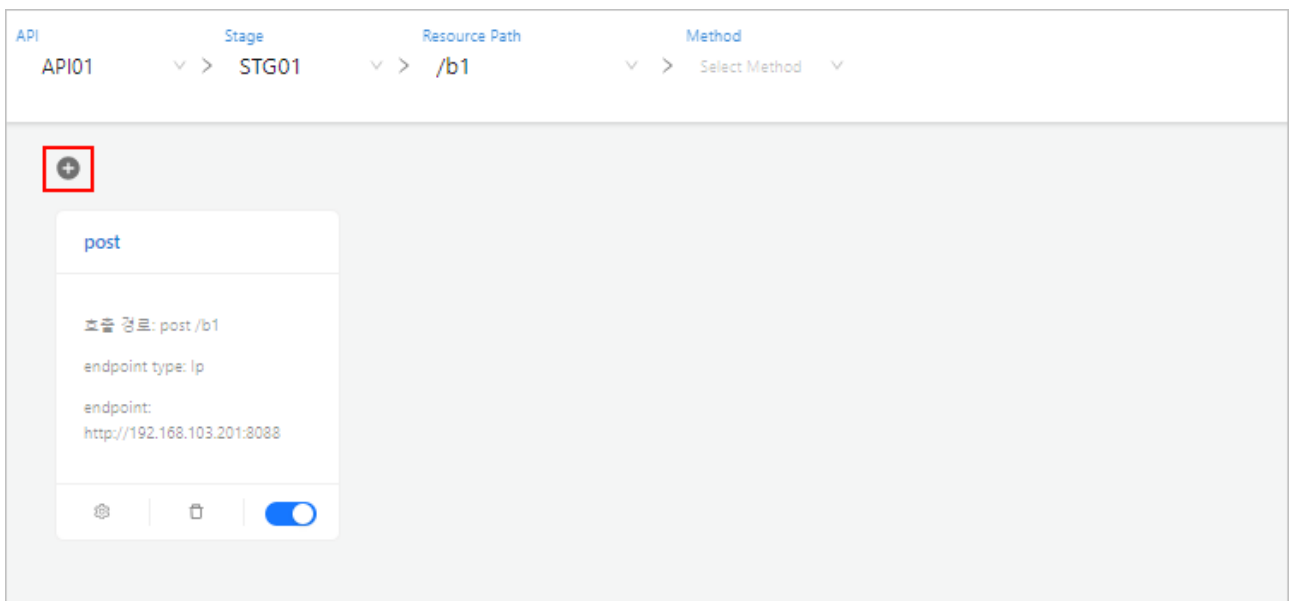 API Stage Resource Path Method
API01 > STG01 > /b1 > Select Method
post
호출 경로: post /b1
endpoint type: Ip
endpoint:
http://192.168.103.201:8088